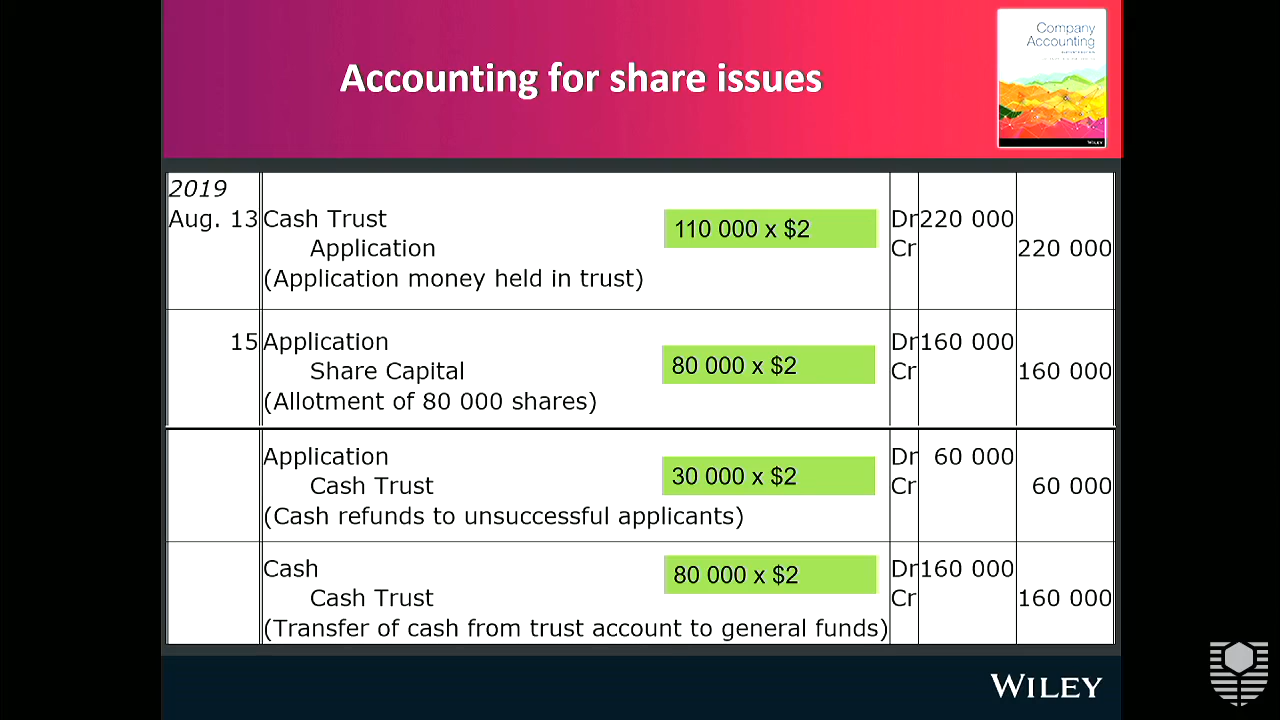 Accounting for share issues
Company
Accounting
WILEY
2019
Aug. 13 Cash Trust 110 000 x $2 Dr 220 000
Application Cr 220 000
(Application money held in trust)
15 Application Dr 160 000
80 000 x $2
Share Capital Cr 160 000
(Allotment of 80 000 shares)
Application Dr 60 000
30 000 x $2
Cash Trust Cr 60 000
(Cash refunds to unsuccessful applicants)
Cash 80 000 x $2 Dr 160 000
Cash Trust Cr 160 000
(Transfer of cash from trust account to general funds)
WILEY